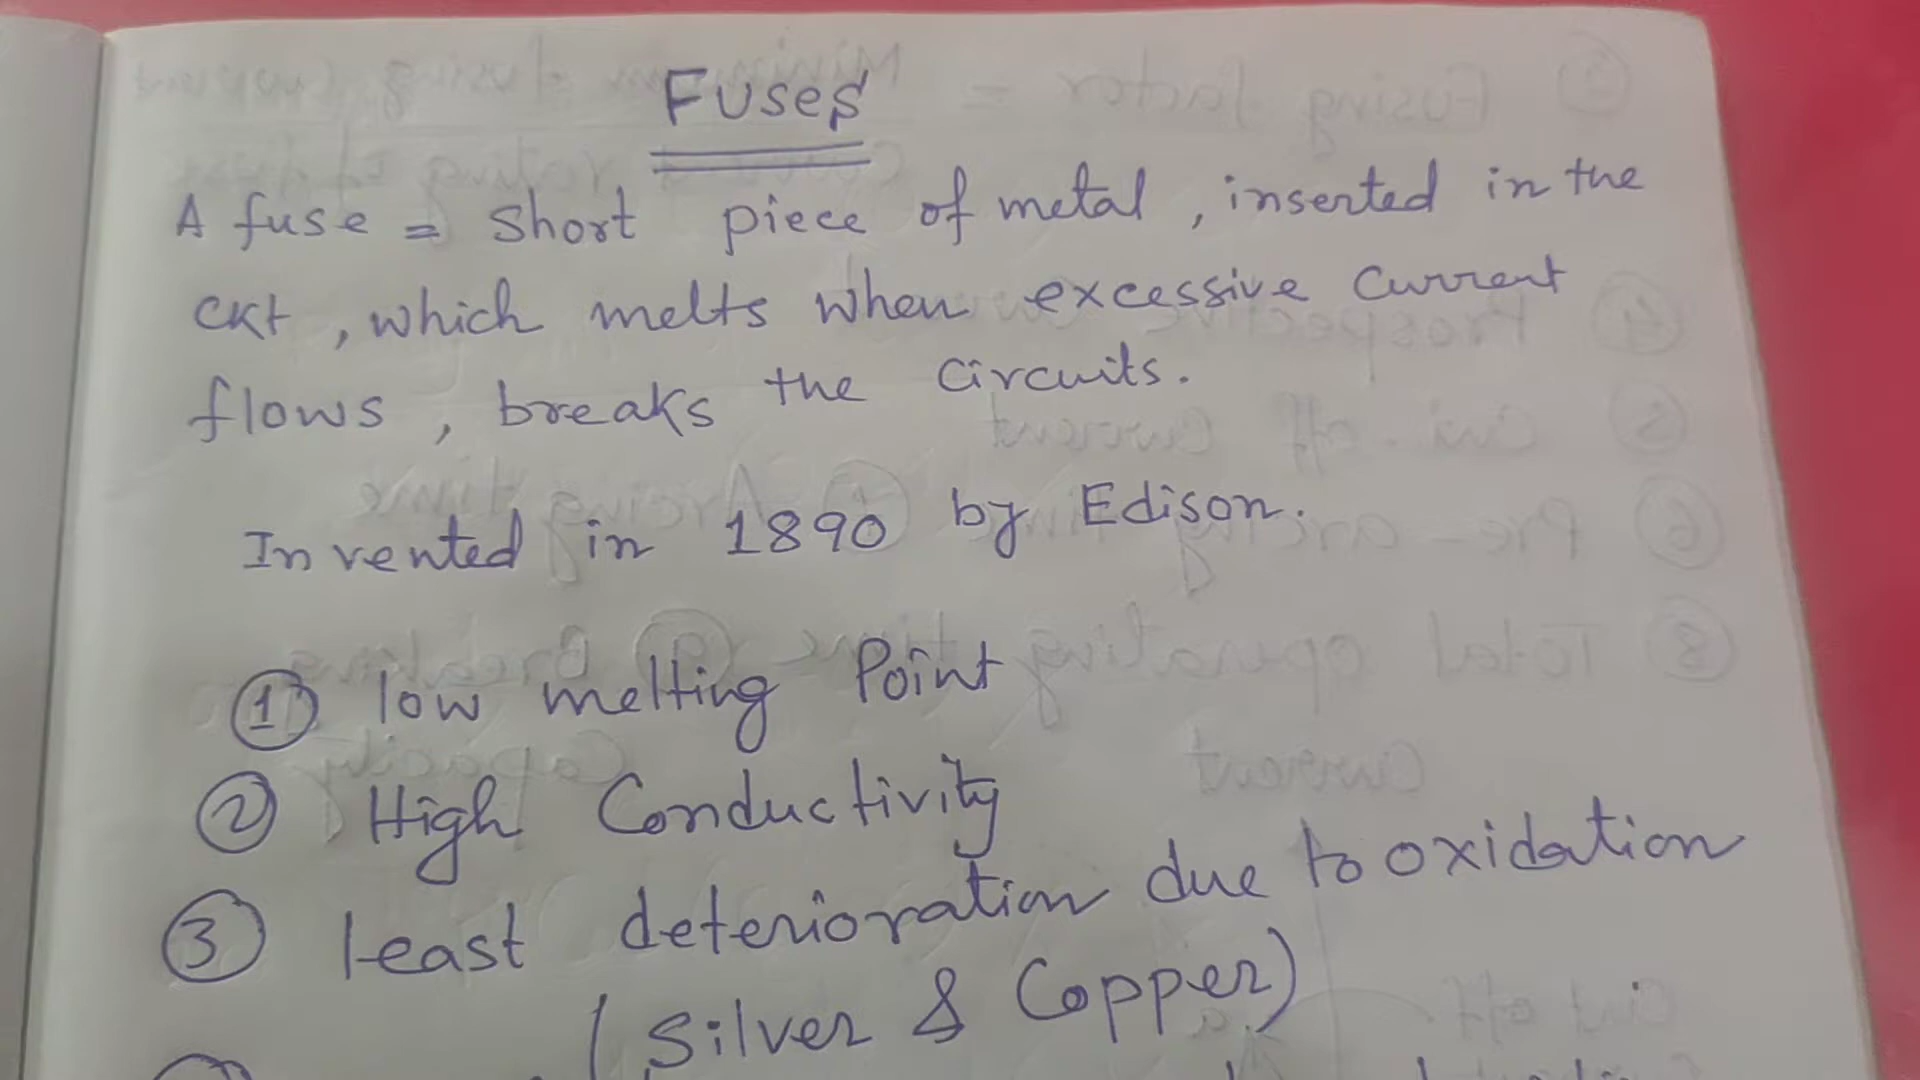 Fuses
A fuse = Short piece of metal, inserted in the
CKt, which melts when excessive Current
flows, breaks the Circuits.
Invented in 1890 by Edison.
① low melting Point
② High Conductivity
③ least deterioration due to oxidation
(Silver & Copper)